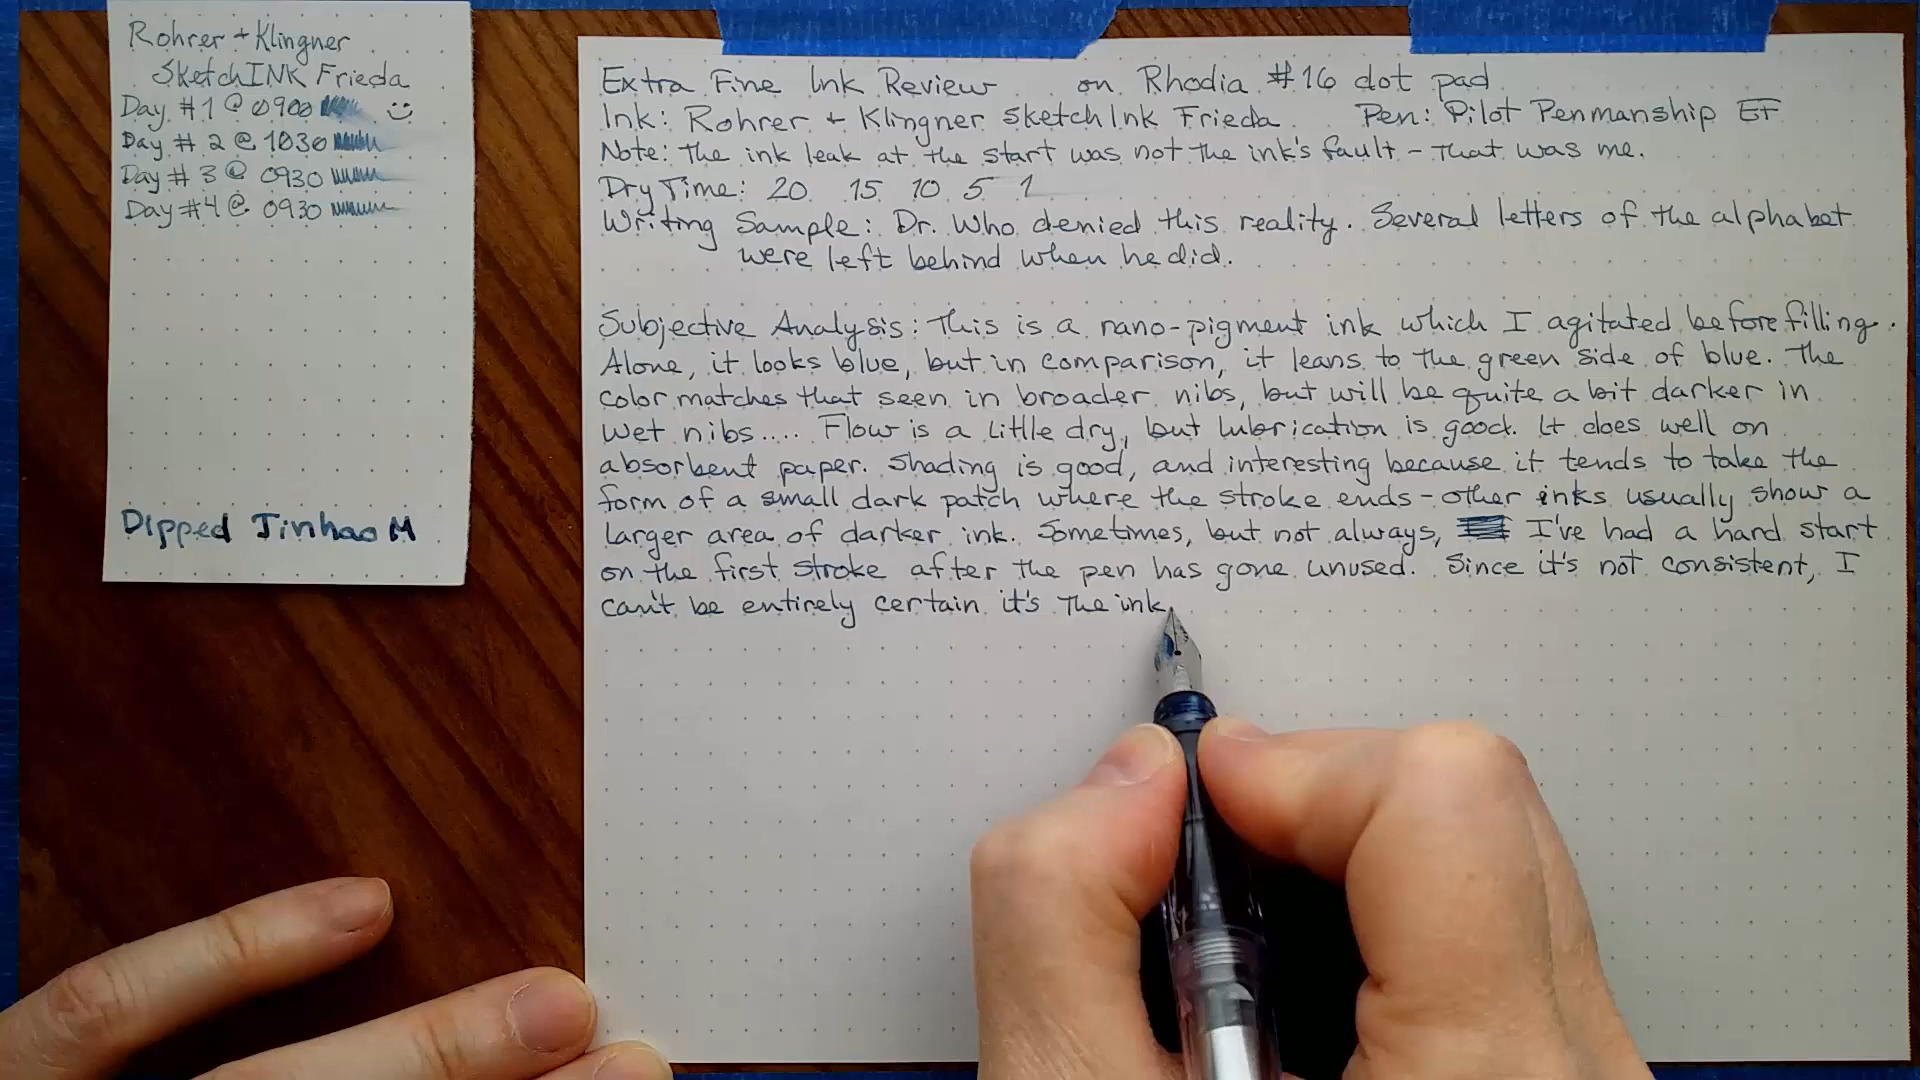 Rohrer + Klingner
SketchINK Frieda
Day #1 @ 0900
Day #2 @ 1030
Day #3 @ 0930
Day #4 @ 0930
Dipped Jinhao M
Extra Fine Ink Review on Rhodia #16 dot pad
Ink: Rohrer + Klingner SketchInk Frieda Pen: Pilot Penmanship EF
Note: The ink leak at the start was not the ink's fault - that was me.
Dry Time: 20 15 10 5 1
Writing Sample: Dr. Who denied this reality. Several letters of the alphabet
were left behind when he did.
Subjective Analysis: This is a nano-pigment ink which I agitated before filling.
Alone, it looks blue, but in comparison, it leans to the green side of blue. The
color matches that seen in broader nibs, but will be quite a bit darker in
wet nibs.... Flow is a little dry, but lubrication is good. It does well on
absorbent paper. Shading is good, and interesting because it tends to take the
form of a small dark patch where the stroke ends - other inks usually show a
larger area of darker ink. Sometimes, but not always, I've had a hard start
on the first stroke after the pen has gone unused. Since it's not consistent, I
can't be entirely certain it's the ink.